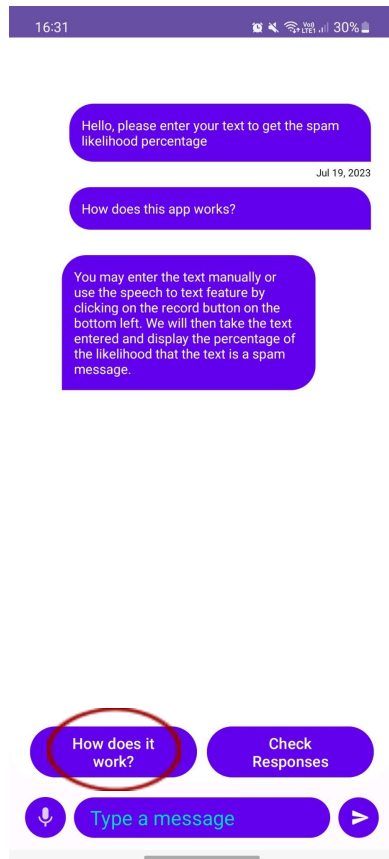 16:31
Vo)) LTE1 30%
Hello, please enter your text to get the spam
likelihood percentage
Jul 19, 2023
How does this app works?
You may enter the text manually or
use the speech to text feature by
clicking on the record button on the
bottom left. We will then take the text
entered and display the percentage of
the likelihood that the text is a spam
message.
How does it
work?
Check
Responses
Type a message